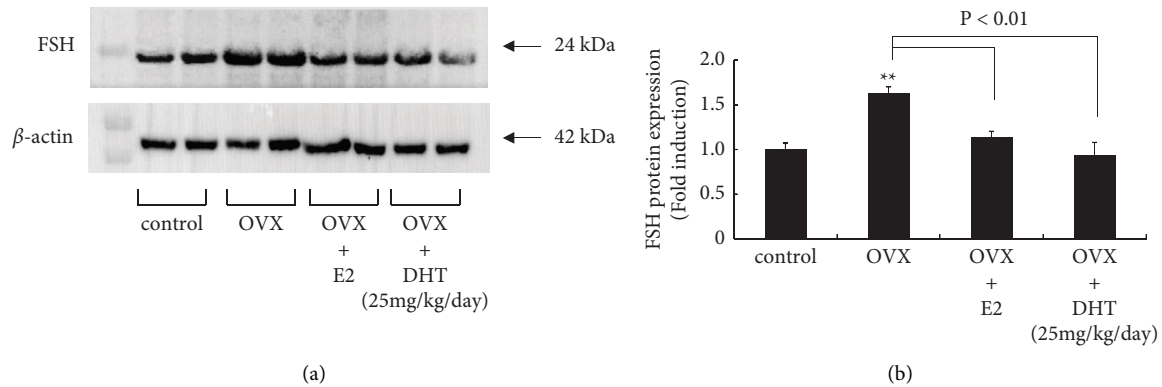 FSH
24 kDa
β-actin
42 kDa
control
OVX
OVX
+
E2
OVX
+
DHT
(25mg/kg/day)
(a)
P < 0.01
FSH protein expression
(Fold induction)
2.0
1.5
1.0
0.5
0
**
control
OVX
OVX
+
E2
OVX
+
DHT
(25mg/kg/day)
(b)